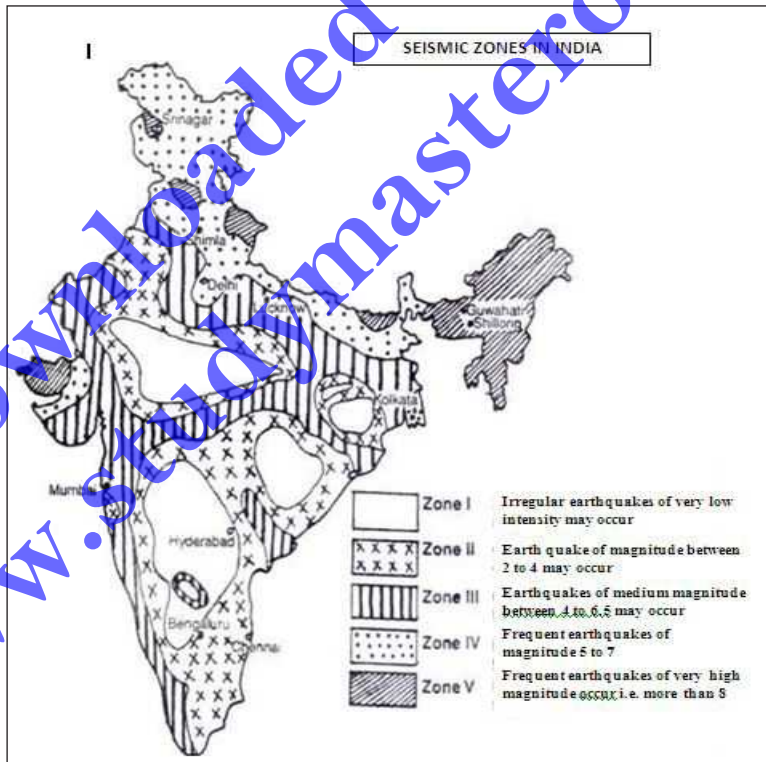 I
SEISMIC ZONES IN INDIA
Srinagar
Shimla
Delhi
Lucknow
Guwahati
Shillong
Kolkata
Mumbai
Hyderabad
Bengaluru
Chennai
Zone I
Irregular earthquakes of very low
intensity may occur
Zone II
Earth quake of magnitude between
2 to 4 may occur
Zone III
Earthquakes of medium magnitude
between 4 to 6.5 may occur
Zone IV
Frequent earthquakes of
magnitude 5 to 7
Zone V
Frequent earthquakes of very high
magnitude occur i.e. more than 8
ownloaded
w.studymastero